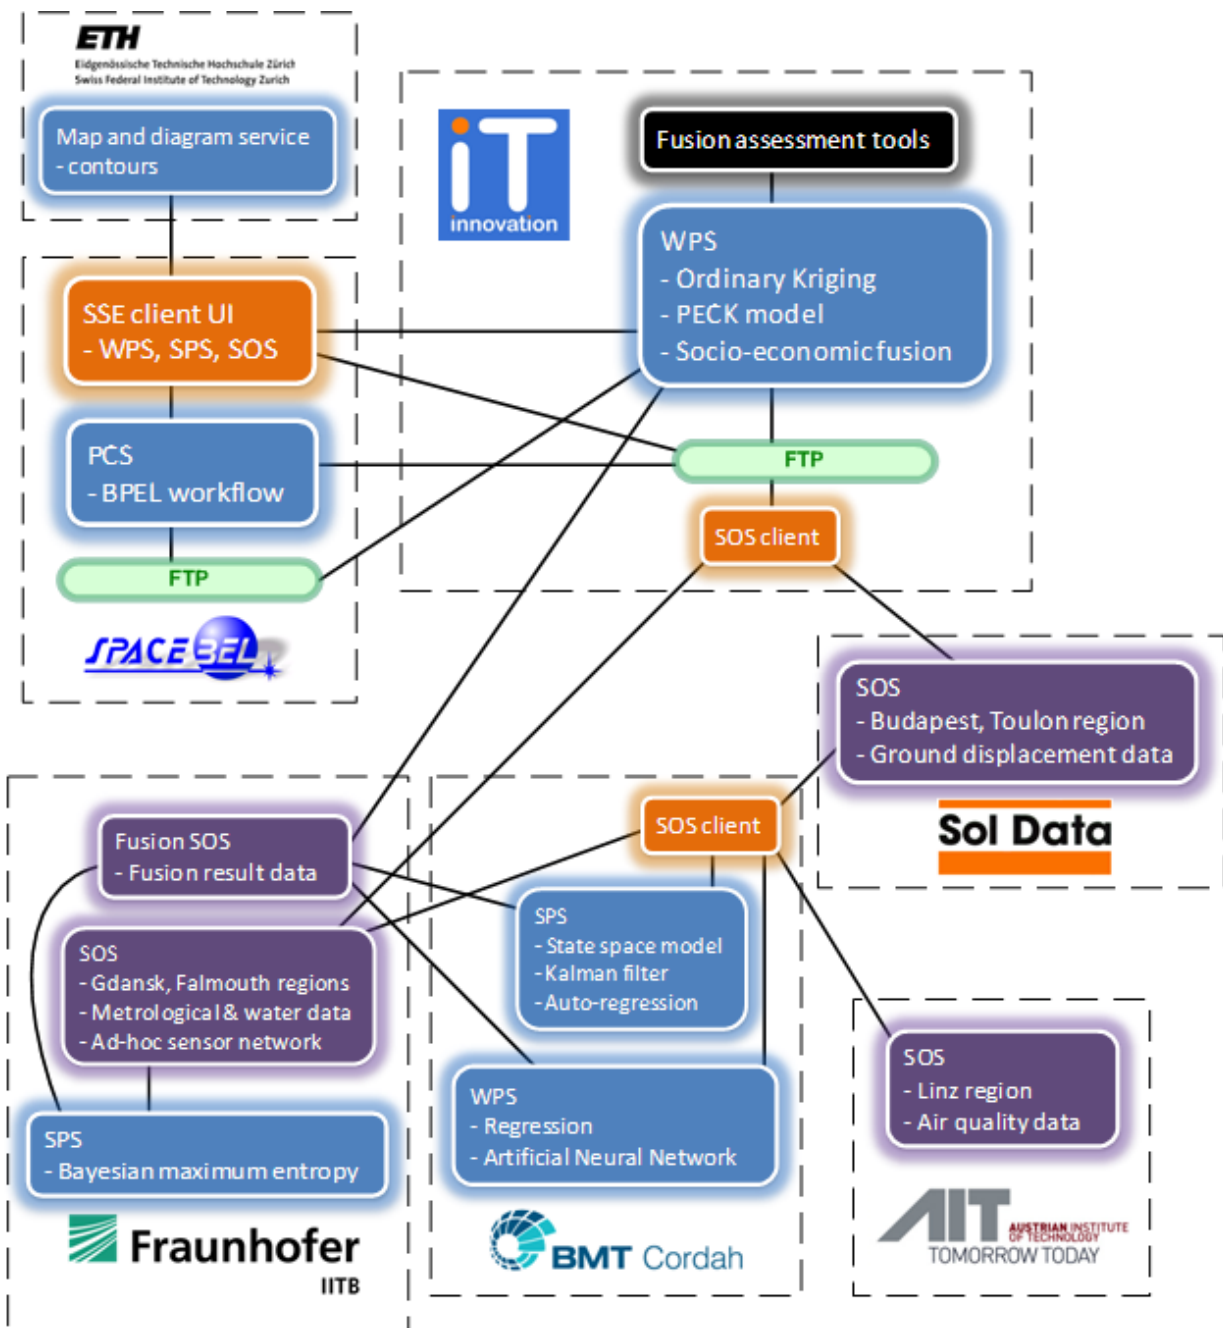 ETH
Eidgenössische Technische Hochschule Zürich
Swiss Federal Institute of Technology Zurich
Map and diagram service
- contours
iT
innovation
Fusion assessment tools
WPS
- Ordinary Kriging
- PECK model
- Socio-economic fusion
SSE client UI
- WPS, SPS, SOS
PCS
- BPEL workflow
FTP
FTP
SOS client
SPACEBEL
SOS
- Budapest, Toulon region
- Ground displacement data
Sol Data
Fusion SOS
- Fusion result data
SOS
- Gdansk, Falmouth regions
- Metrological & water data
- Ad-hoc sensor network
SPS
- Bayesian maximum entropy
Fraunhofer
IITB
SOS client
SPS
- State space model
- Kalman filter
- Auto-regression
WPS
- Regression
- Artificial Neural Network
BMT Cordah
SOS
- Linz region
- Air quality data
AIT
AUSTRIAN INSTITUTE
OF TECHNOLOGY
TOMORROW TODAY